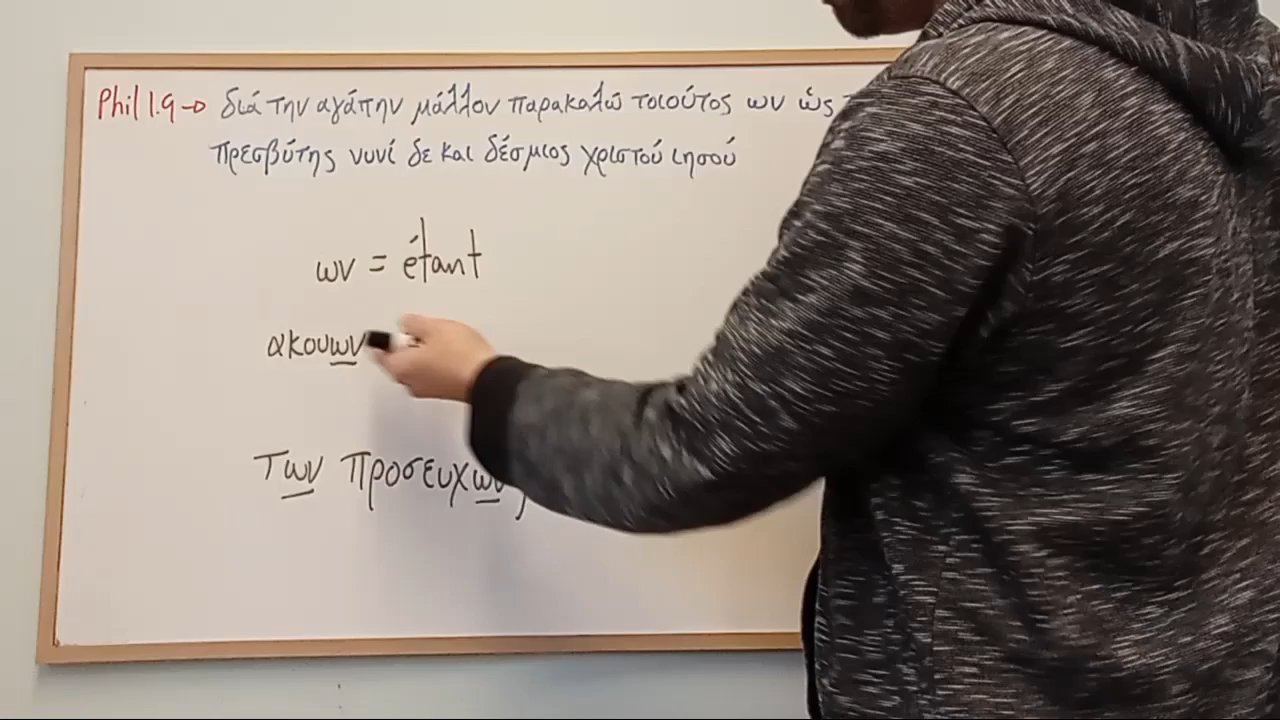 Phil 1.9→ διά την αγάπην μάλλον παρακαλώ τοιούτος ων ὡς
πρεσβύτης νυνί δε και δέσμιος χριστού ιησού
ων = étant
ακουων
των προσευχων